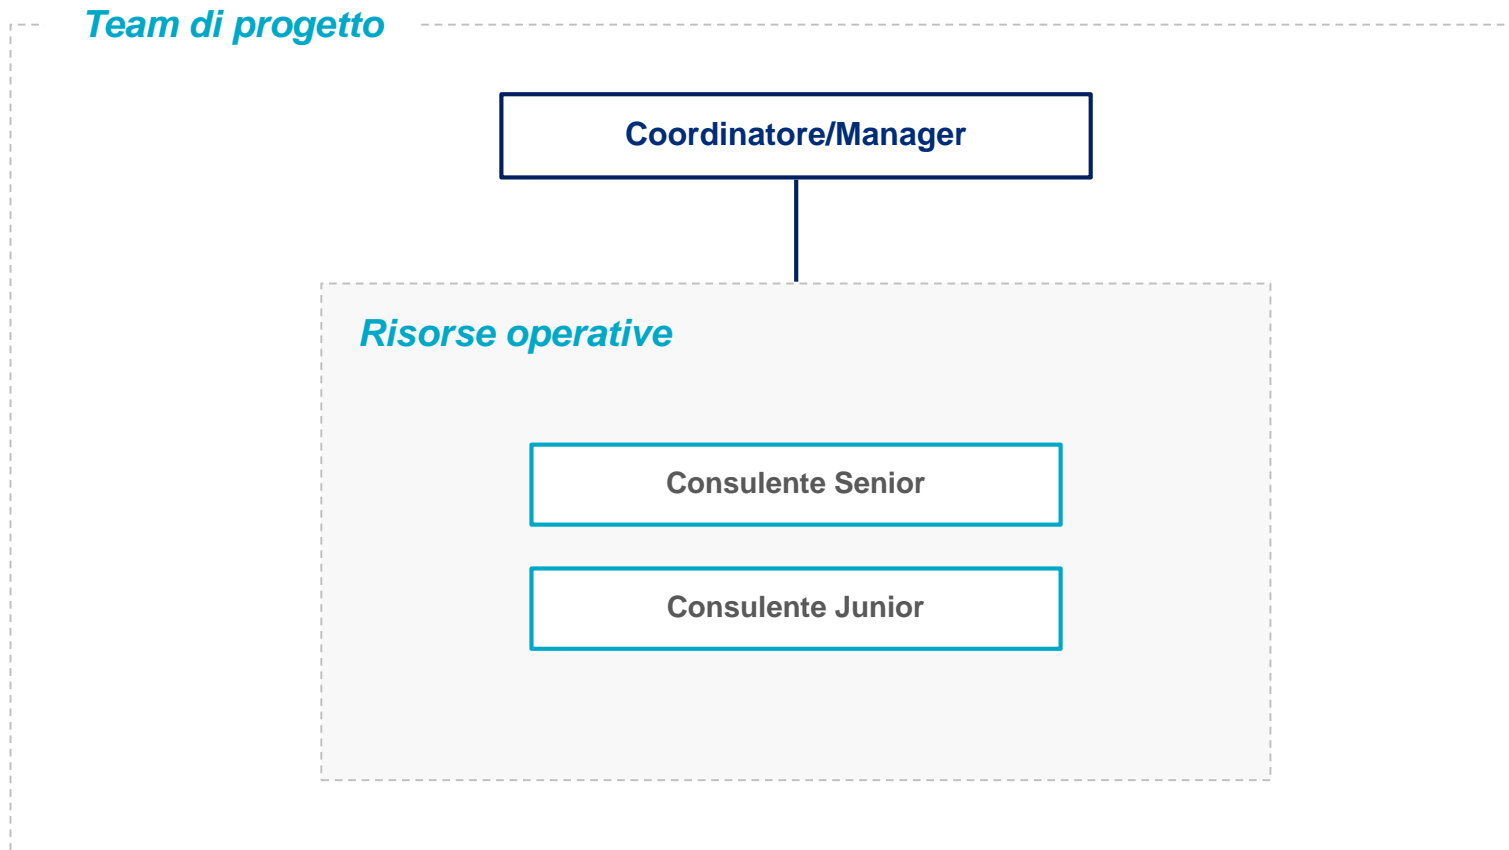 Team di progetto
Coordinatore/Manager
Risorse operative
Consulente Senior
Consulente Junior